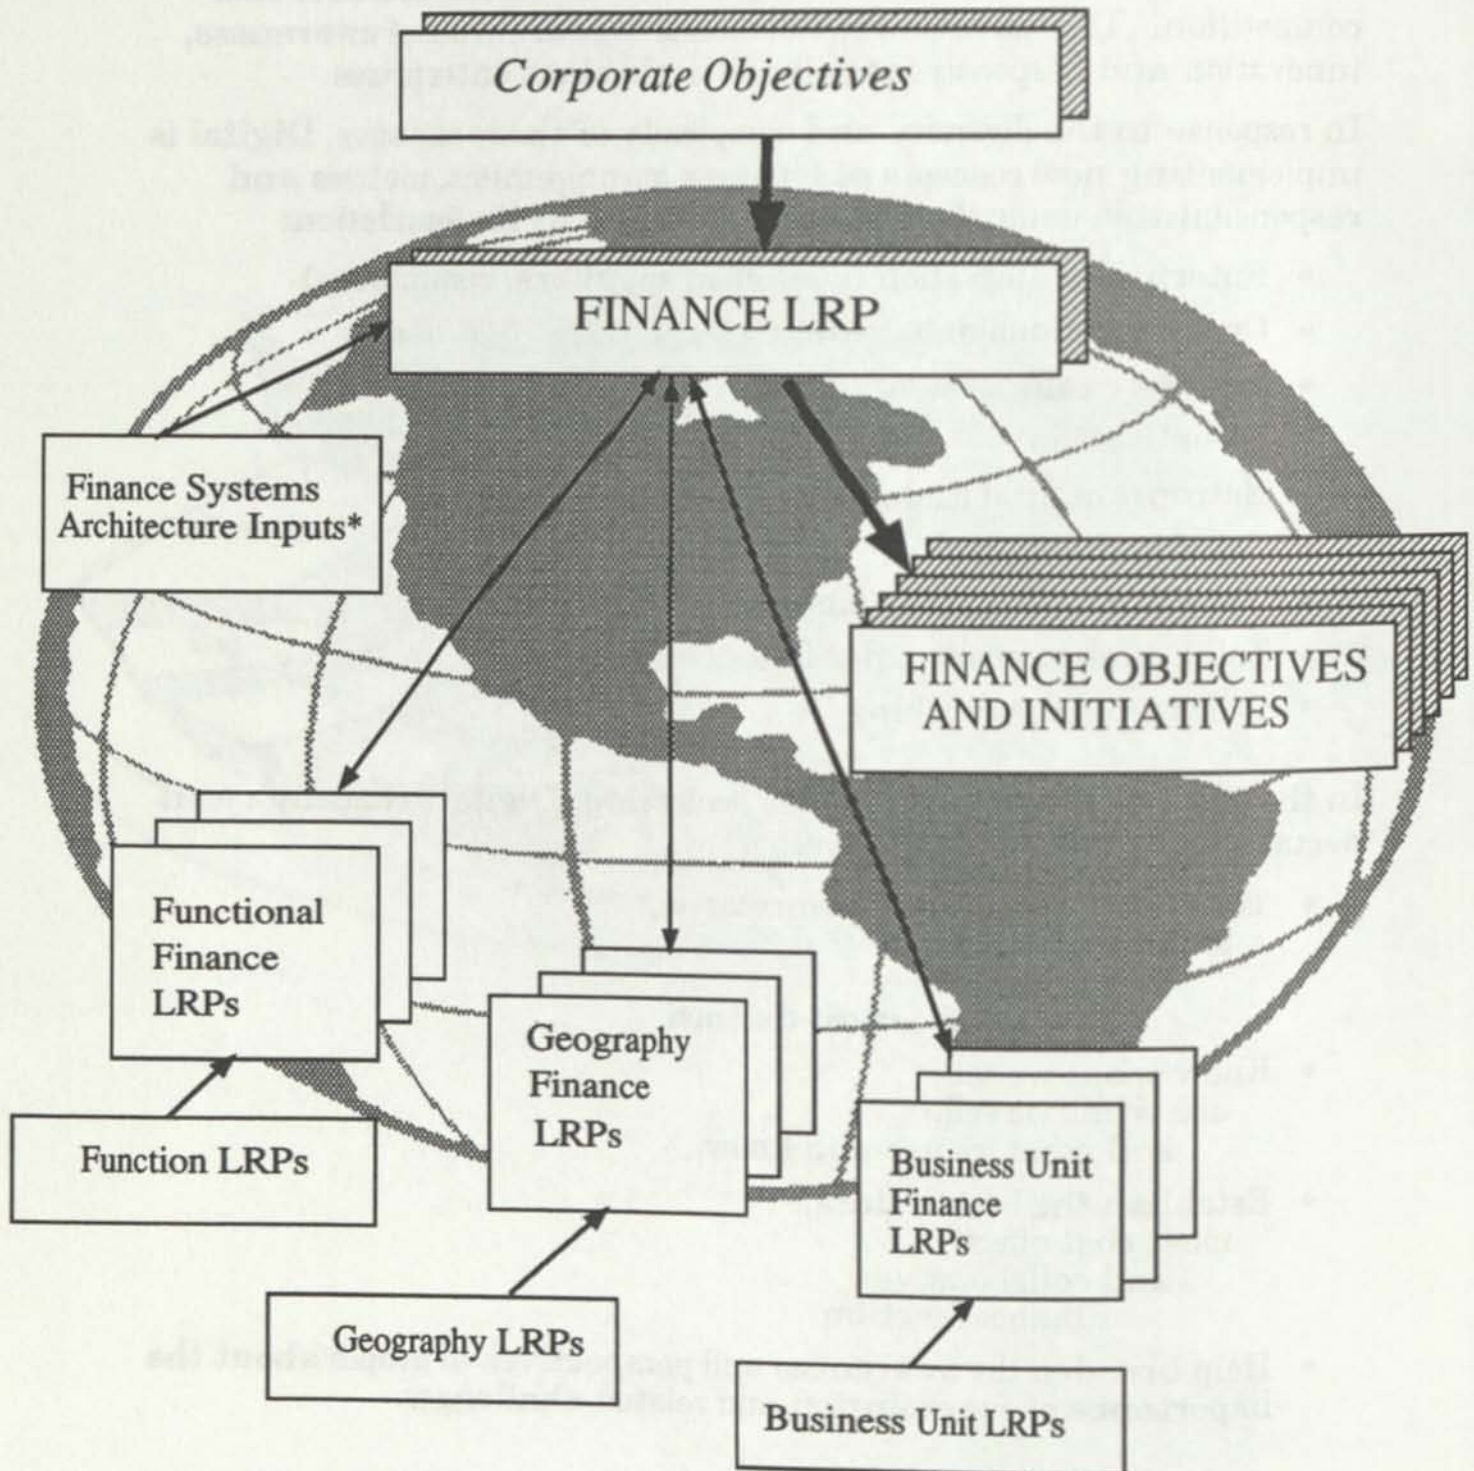 Corporate Objectives
FINANCE LRP
Finance Systems
Architecture Inputs*
FINANCE OBJECTIVES
AND INITIATIVES
Functional
Finance
LRPs
Geography
Finance
LRPs
Business Unit
Finance
LRPs
Function LRPs
Geography LRPs
Business Unit LRPs